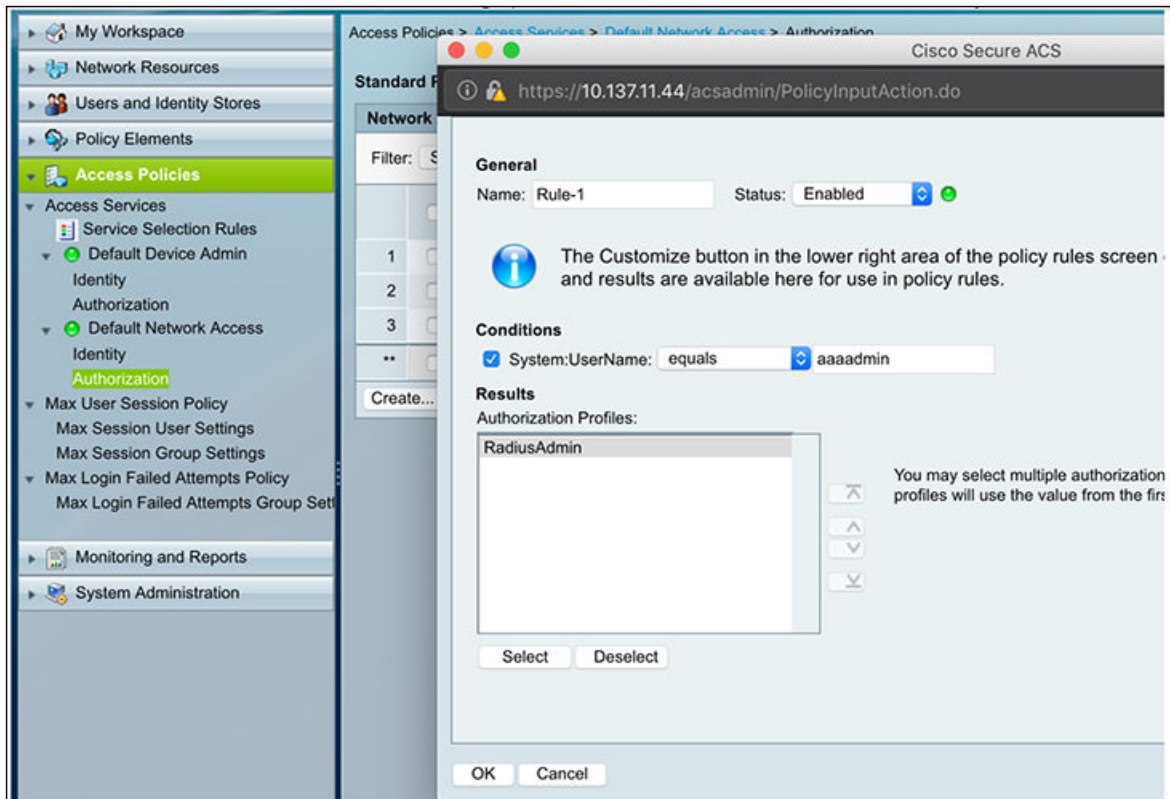 My Workspace
Network Resources
Users and Identity Stores
Policy Elements
Access Policies
Access Services
Service Selection Rules
Default Device Admin
Identity
Authorization
Default Network Access
Identity
Authorization
Max User Session Policy
Max Session User Settings
Max Session Group Settings
Max Login Failed Attempts Policy
Max Login Failed Attempts Group Sett
Monitoring and Reports
System Administration
Access Policies > Access Services > Default Network Access > Authorization
Standard
Network
Filter: S
1
2
3
**
Create...
Cisco Secure ACS
https://10.137.11.44/acsadmin/PolicyInputAction.do
General
Name: Rule-1 Status: Enabled
The Customize button in the lower right area of the policy rules screen
and results are available here for use in policy rules.
Conditions
System:UserName: equals aaaadmin
Results
Authorization Profiles:
RadiusAdmin
You may select multiple authorization
profiles will use the value from the firs
Select Deselect
OK Cancel